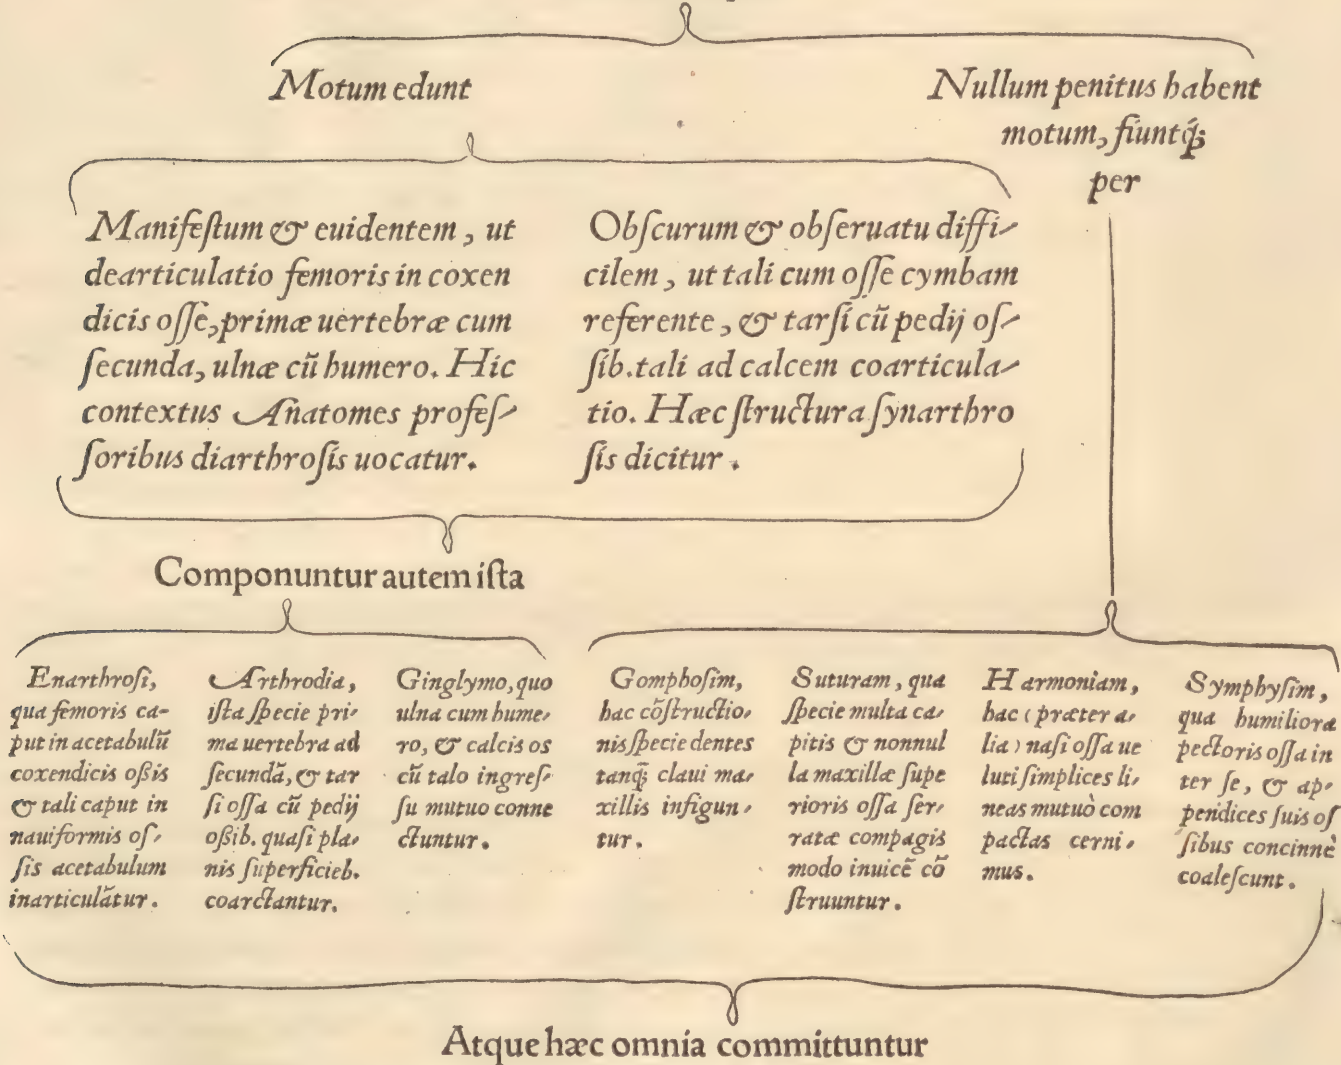 Motum edunt
Nullum penitus habent
motum, fiuntq́;
per
Manifeſtum & euidentem, ut
dearticulatio femoris in coxen
dicis oſſe, primæ uertebræ cum
ſecunda, ulnæ cũ humero. Hic
contextus Anatomes profeſ-
ſoribus diarthroſis uocatur.
Obſcurum & obſeruatu diffi-
cilem, ut tali cum oſſe cymbam
referente, & tarſi cũ pedij oſ-
ſib. tali ad calcem coarticula-
tio. Hæc ſtructura ſynarthro
ſis dicitur.
Componuntur autem iſta
Enarthroſi,
qua femoris ca-
put in acetabulũ
coxendicis oßis
& tali caput in
nauiformis oſ-
ſis acetabulum
inarticulãtur.
Arthrodia,
iſta ſpecie pri-
ma uertebra ad
ſecundã, & tar
ſi oſſa cũ pedij
oßib. quaſi pla-
nis ſuperficieb.
coarctantur.
Ginglymo, quo
ulna cum hume-
ro, & calcis os
cũ talo ingreſ-
ſu mutuo conne
ctuntur.
Gomphoſim,
hac cõſtructio-
nis ſpecie dentes
tanq̃; claui ma-
xillis infigun-
tur.
Suturam, qua
ſpecie multa ca-
pitis & nonnul
la maxillæ ſupe
rioris oſſa ſer-
ratæ compagis
modo inuicẽ cõ
ſtruuntur.
Harmoniam,
hac (præter a-
lia) naſi oſſa ue
luti ſimplices li-
neas mutuò com
pactas cerni-
mus.
Symphyſim,
qua humiliora
pectoris oſſa in
ter ſe, & ap-
pendices ſuis oſ
ſibus concinnè
coaleſcunt.
Atque hæc omnia committuntur